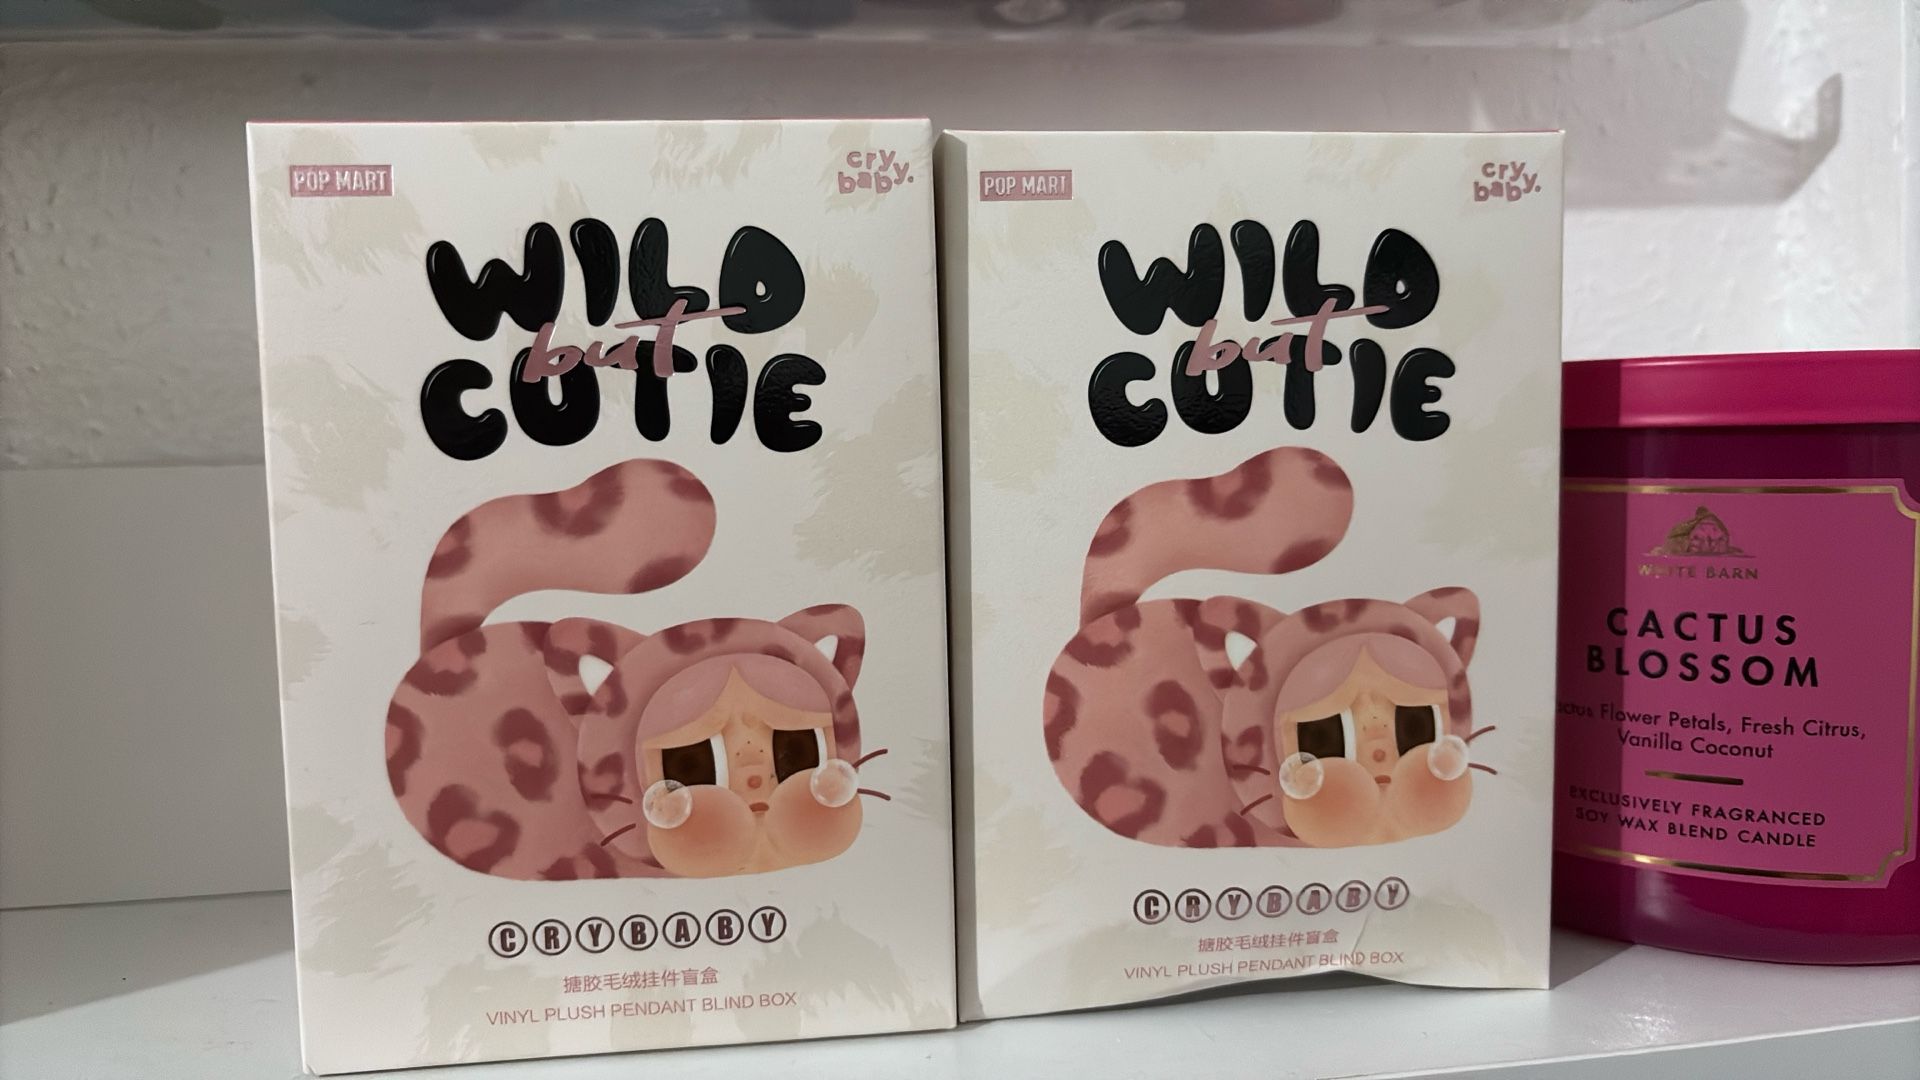 POP MART
cry
baby.
WILD
but
CUTIE
CRYBABY
搪胶毛绒挂件盲盒
VINYL PLUSH PENDANT BLIND BOX
POP MART
cry
baby.
WILD
but
CUTIE
CRYBABY
搪胶毛绒挂件盲盒
VINYL PLUSH PENDANT BLIND BOX
WHITE BARN
CACTUS
BLOSSOM
Flower Petals, Fresh Citrus,
Vanilla Coconut
EXCLUSIVELY FRAGRANCED
SOY WAX BLEND CANDLE